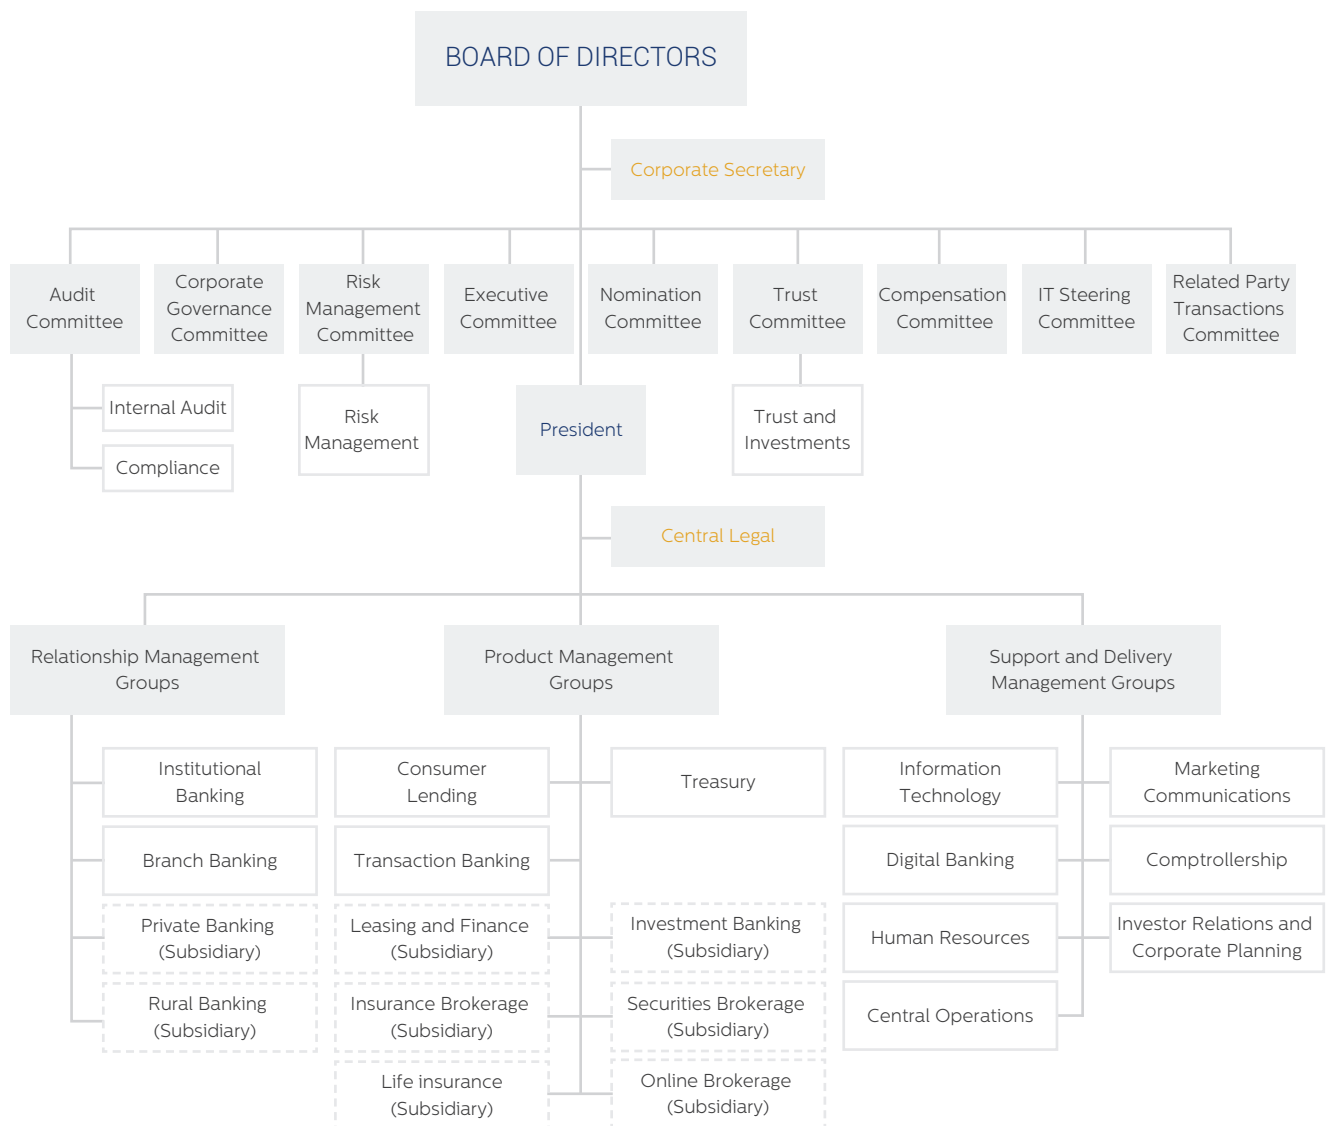 BOARD OF DIRECTORS
Corporate Secretary
Audit
Committee
Corporate
Governance
Committee
Risk
Management
Committee
Executive
Committee
Nomination
Committee
Trust
Committee
Compensation
Committee
IT Steering
Committee
Related Party
Transactions
Committee
Internal Audit
Compliance
Risk
Management
President
Trust and
Investments
Central Legal
Relationship Management
Groups
Product Management
Groups
Support and Delivery
Management Groups
Institutional
Banking
Branch Banking
Private Banking
(Subsidiary)
Rural Banking
(Subsidiary)
Consumer
Lending
Treasury
Transaction Banking
Leasing and Finance
(Subsidiary)
Investment Banking
(Subsidiary)
Insurance Brokerage
(Subsidiary)
Securities Brokerage
(Subsidiary)
Life insurance
(Subsidiary)
Online Brokerage
(Subsidiary)
Information
Technology
Marketing
Communications
Digital Banking
Comptrollership
Human Resources
Investor Relations and
Corporate Planning
Central Operations